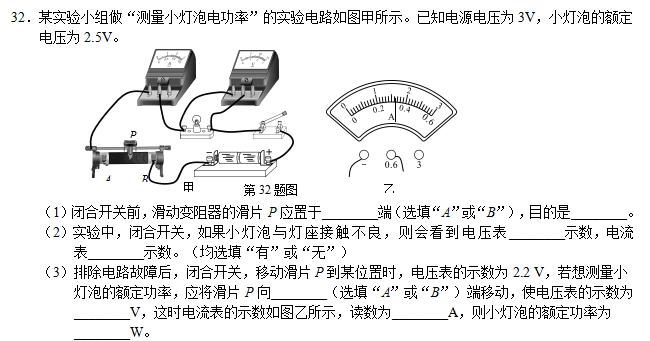 32．某实验小组做“测量小灯泡电功率”的实验电路如图甲所示。已知电源电压为 3V，小灯泡的额定
电压为 2.5V。
P
A
甲
第 32 题图
0 1 2 3
0 0.2 0.4 0.6
A
- 0.6 3
（1）闭合开关前，滑动变阻器的滑片 P 应置于________端（选填“A”或“B”），目的是________。
（2）实验中，闭合开关，如果小灯泡与灯座接触不良，则会看到电压表________示数，电流
表________示数。（均选填“有”或“无”）
（3）排除电路故障后，闭合开关，移动滑片 P 到某位置时，电压表的示数为 2.2 V，若想测量小
灯泡的额定功率，应将滑片 P 向________（选填“A”或“B”）端移动，使电压表的示数为
________V，这时电流表的示数如图乙所示，读数为________A，则小灯泡的额定功率为
________W。